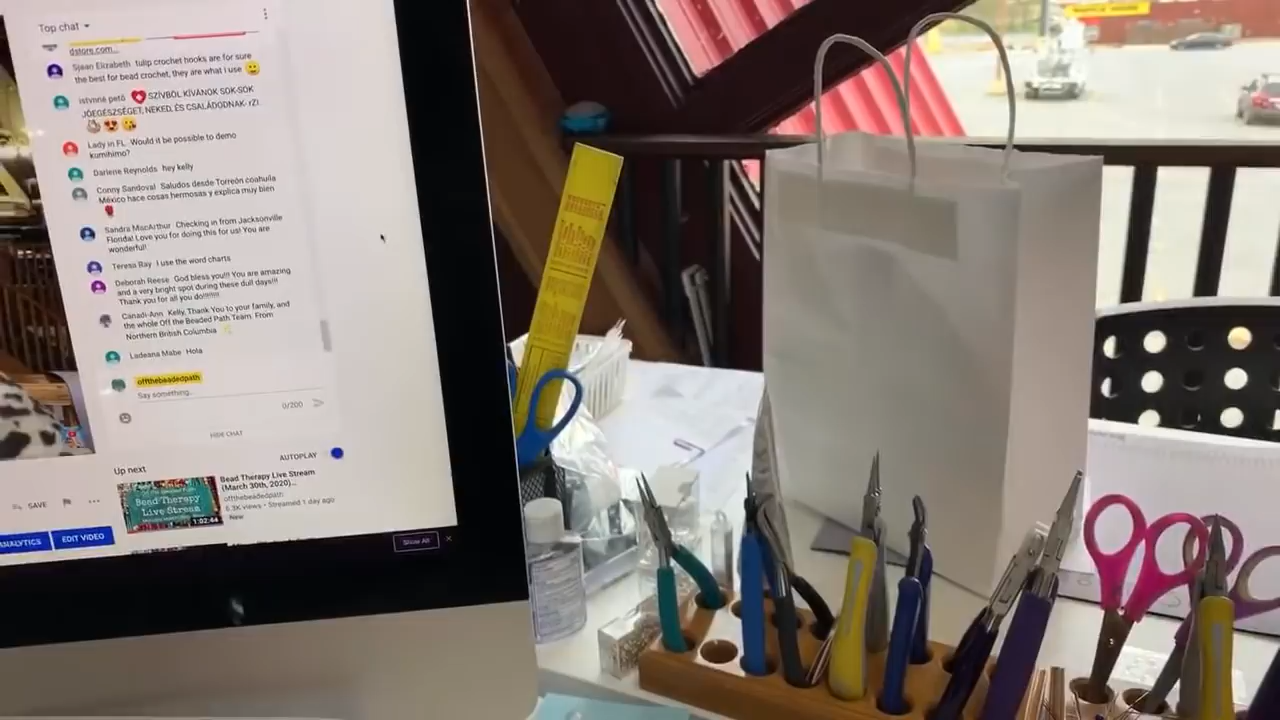 Top chat
dstore.com...
Sjean Elizabeth tulip crochet hooks are for sure
the best for bead crochet, they are what I use
istvnné pető SZÍVBŐL KÍVÁNOK SOK-SOK
JÓEGÉSZSÉGET, NEKED, ÉS CSALÁDODNAK-
Lady in FL Would it be possible to demo
kumihimo?
Darlene Reynolds hey kelly
Conny Sandoval Saludos desde Torreón coahuila
México hace cosas hermosas y explica muy bien
Sandra MacArthur Checking in from Jacksonville
Florida! Love you for doing this for us! You are
wonderful!
Teresa Ray I use the word charts
Deborah Reese God bless you!!! You are amazing
and a very bright spot during these dull days!!!
Thank you for all you do!!!!!!!!
Canadi-Ann Kelly, Thank You to your family, and
the whole Off the Beaded Path Team. From
Northern British Columbia
Ladeana Mabe Hola
offthebeadedpath
Say something...
0/200
HIDE CHAT
AUTOPLAY
Up next
Bead Therapy Live Stream
(March 30th, 2020)...
offthebeadedpath
6.3K views • Streamed 1 day ago
New
Bead Therapy
Live Stream
1:02:44
SAVE
ANALYTICS
EDIT VIDEO
Show All